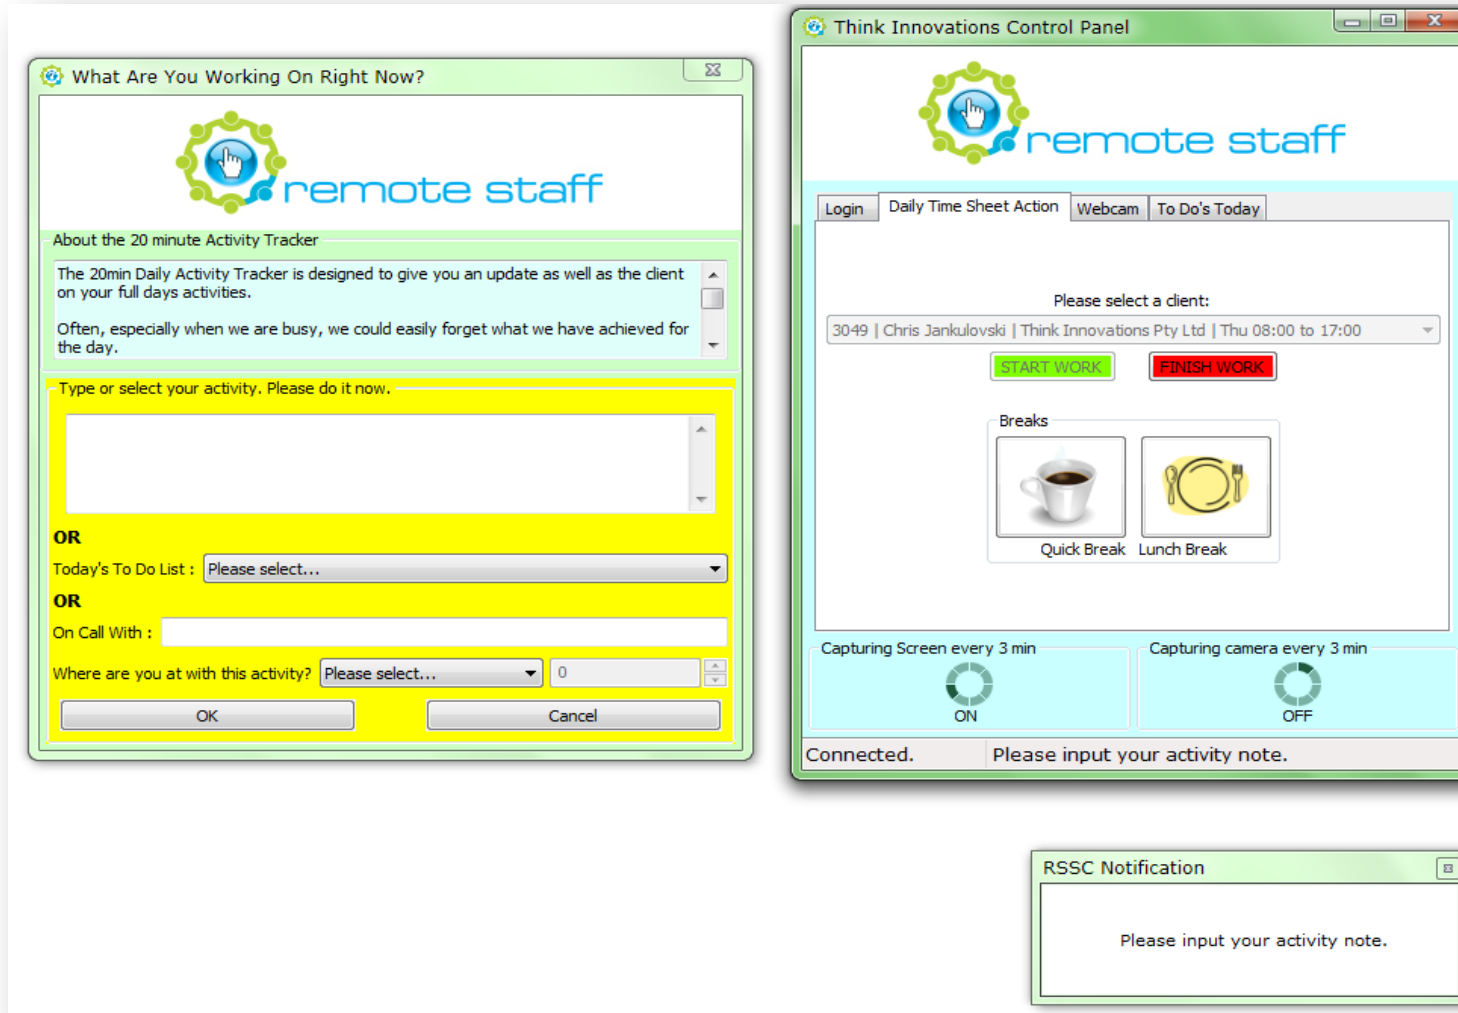 What Are You Working On Right Now?
remote staff
About the 20 minute Activity Tracker
The 20min Daily Activity Tracker is designed to give you an update as well as the client
on your full days activities.
Often, especially when we are busy, we could easily forget what we have achieved for
the day.
Type or select your activity. Please do it now.
OR
Today's To Do List : Please select...
OR
On Call With :
Where are you at with this activity? Please select... 0
OK Cancel
Think Innovations Control Panel
remote staff
Login Daily Time Sheet Action Webcam To Do's Today
Please select a client:
3049 | Chris Jankulovski | Think Innovations Pty Ltd | Thu 08:00 to 17:00
START WORK FINISH WORK
Breaks
Quick Break Lunch Break
Capturing Screen every 3 min Capturing camera every 3 min
ON OFF
Connected. Please input your activity note.
RSSC Notification
Please input your activity note.